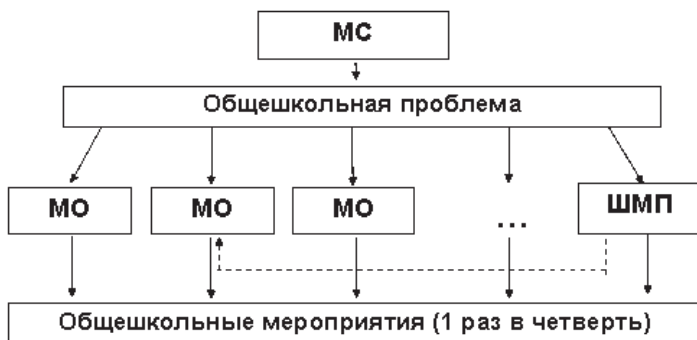 МС
Общешкольная проблема
МО МО МО ... ШМП
Общешкольные мероприятия (1 раз в четверть)